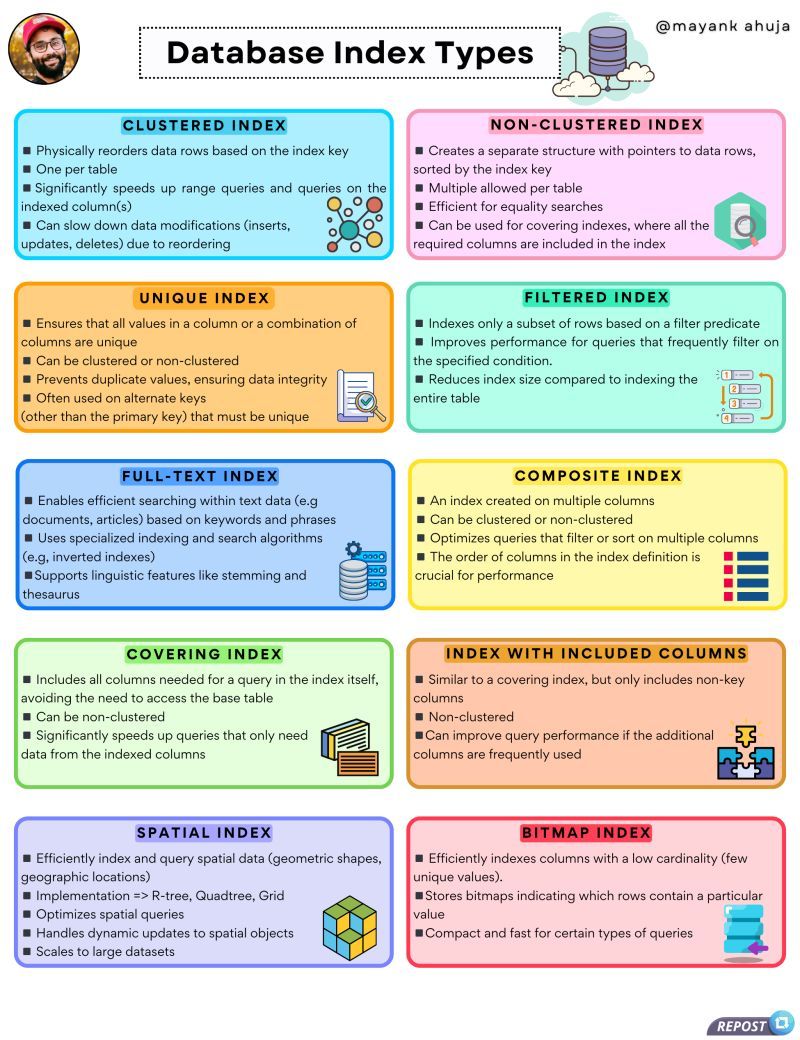 @mayank ahuja
Database Index Types
CLUSTERED INDEX
■ Physically reorders data rows based on the index key
■ One per table
■ Significantly speeds up range queries and queries on the
indexed column(s)
■ Can slow down data modifications (inserts,
updates, deletes) due to reordering
NON-CLUSTERED INDEX
■ Creates a separate structure with pointers to data rows,
sorted by the index key
■ Multiple allowed per table
■ Efficient for equality searches
■ Can be used for covering indexes, where all the
required columns are included in the index
UNIQUE INDEX
■ Ensures that all values in a column or a combination of
columns are unique
■ Can be clustered or non-clustered
■ Prevents duplicate values, ensuring data integrity
■ Often used on alternate keys
(other than the primary key) that must be unique
FILTERED INDEX
■ Indexes only a subset of rows based on a filter predicate
■ Improves performance for queries that frequently filter on
the specified condition.
■ Reduces index size compared to indexing the
entire table
1
2
3
4
FULL-TEXT INDEX
■ Enables efficient searching within text data (e.g
documents, articles) based on keywords and phrases
■ Uses specialized indexing and search algorithms
(e.g, inverted indexes)
■Supports linguistic features like stemming and
thesaurus
COMPOSITE INDEX
■ An index created on multiple columns
■ Can be clustered or non-clustered
■ Optimizes queries that filter or sort on multiple columns
■ The order of columns in the index definition is
crucial for performance
COVERING INDEX
■ Includes all columns needed for a query in the index itself,
avoiding the need to access the base table
■ Can be non-clustered
■ Significantly speeds up queries that only need
data from the indexed columns
INDEX WITH INCLUDED COLUMNS
■ Similar to a covering index, but only includes non-key
columns
■ Non-clustered
■Can improve query performance if the additional
columns are frequently used
SPATIAL INDEX
■ Efficiently index and query spatial data (geometric shapes,
geographic locations)
■ Implementation => R-tree, Quadtree, Grid
■ Optimizes spatial queries
■ Handles dynamic updates to spatial objects
■ Scales to large datasets
BITMAP INDEX
■ Efficiently indexes columns with a low cardinality (few
unique values).
■Stores bitmaps indicating which rows contain a particular
value
■Compact and fast for certain types of queries
REPOST